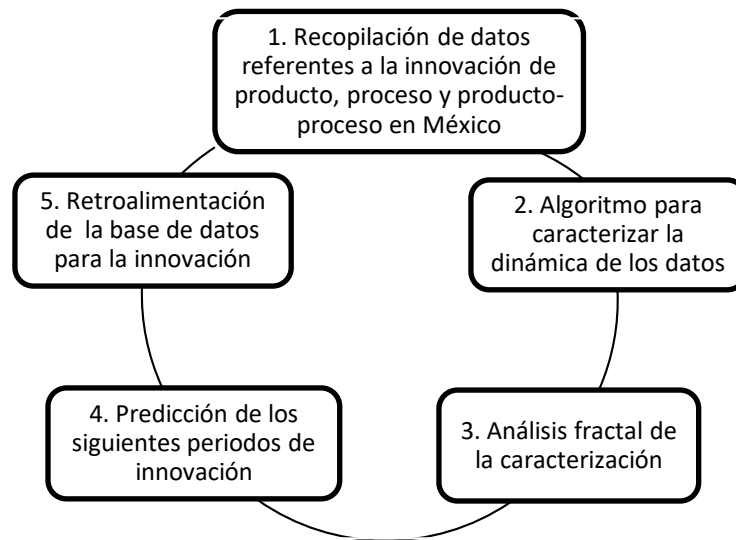 1. Recopilación de datos
referentes a la innovación de
producto, proceso y producto-
proceso en México
2. Algoritmo para
caracterizar la
dinámica de los datos
3. Análisis fractal de
la caracterización
4. Predicción de los
siguientes periodos de
innovación
5. Retroalimentación
de la base de datos
para la innovación